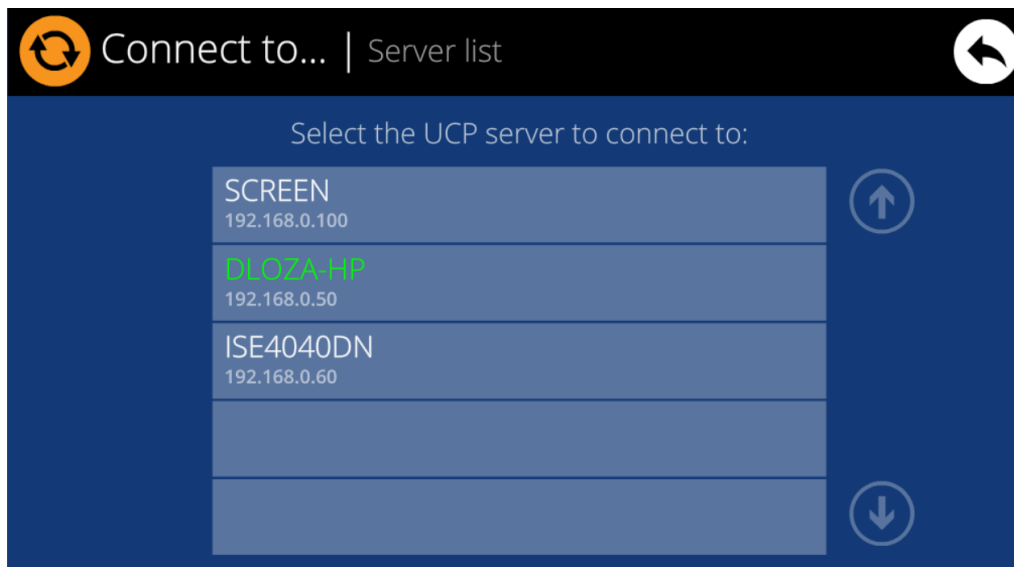 Connect to... | Server list
Select the UCP server to connect to:
SCREEN
192.168.0.100
DLOZA-HP
192.168.0.50
ISE4040DN
192.168.0.60